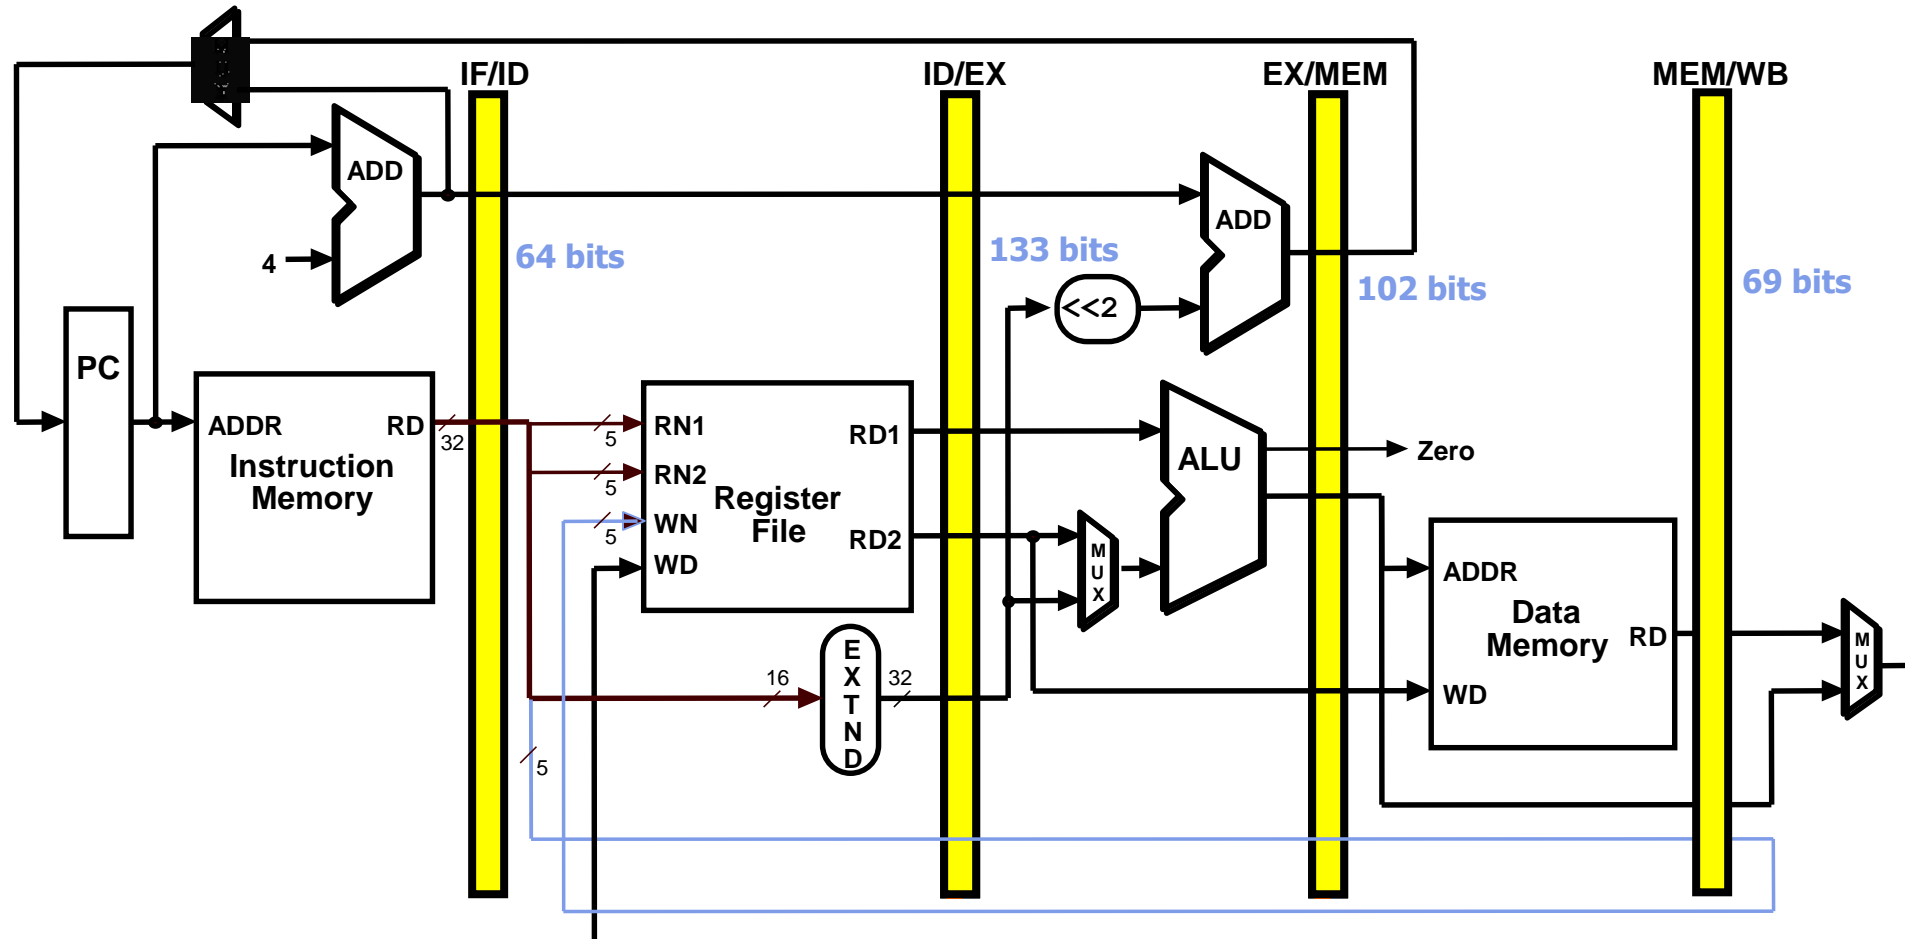 IF/ID
ID/EX
EX/MEM
MEM/WB
ADD
4
64 bits
133 bits
ADD
102 bits
69 bits
<<2
PC
ADDR
RD
32
Instruction
Memory
5
RN1
5
RN2
5
WN
WD
Register
File
RD1
RD2
16
E
X
T
N
D
32
5
M
U
X
ALU
Zero
ADDR
Data
Memory
RD
WD
M
U
X